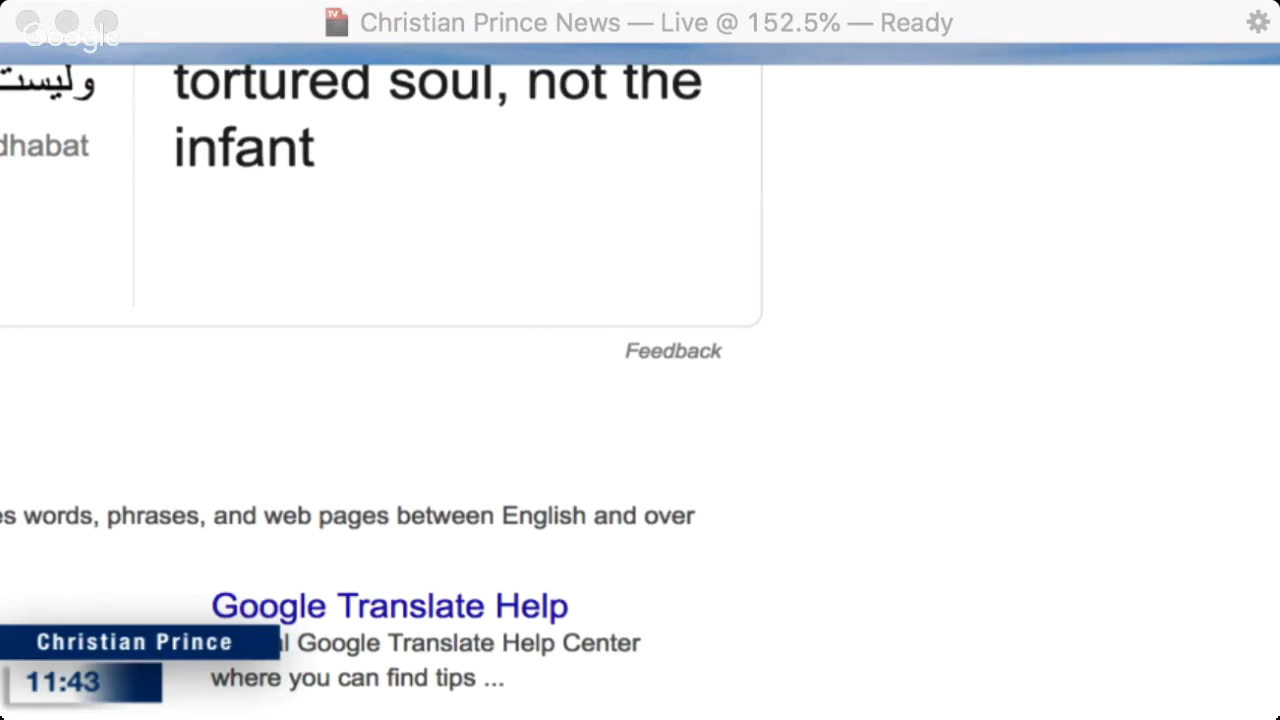 Google
Christian Prince News — Live @ 152.5% — Ready
وليست
tortured soul, not the
dhabat
infant
Feedback
es words, phrases, and web pages between English and over
Google Translate Help
Christian Prince
l Google Translate Help Center
11:43
where you can find tips ...